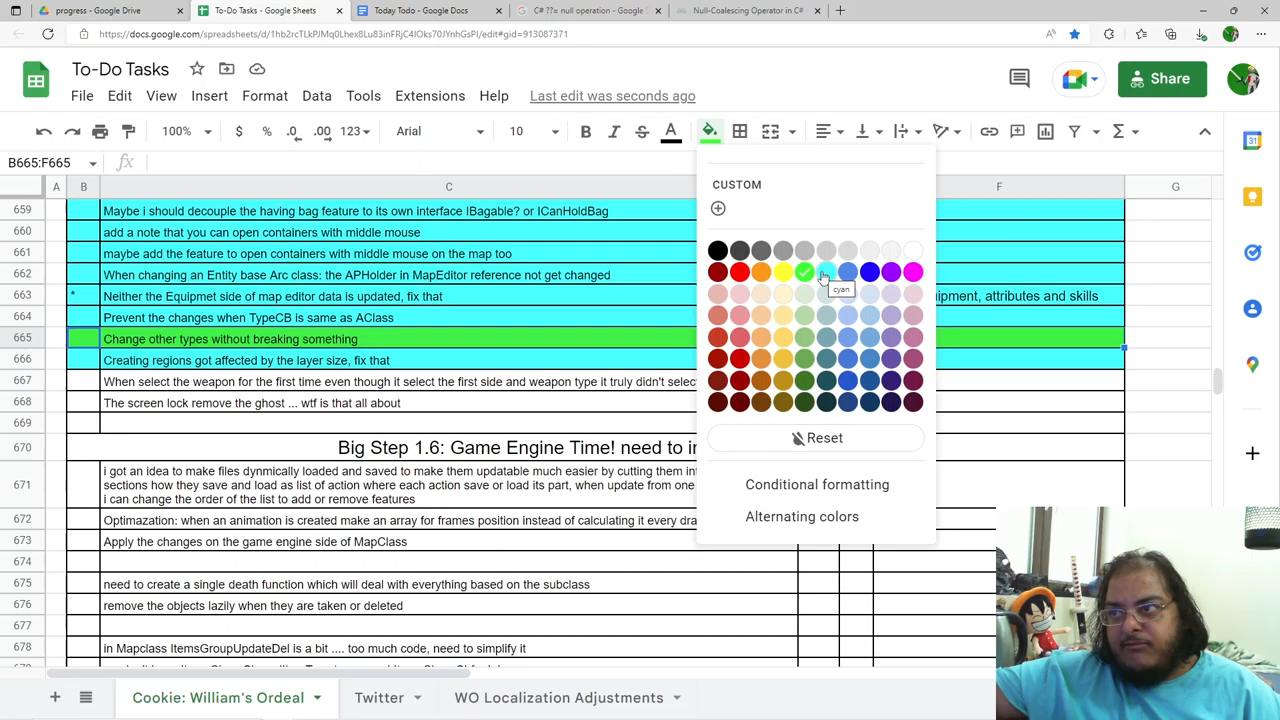 progress - Google Drive
To-Do Tasks - Google Sheets
Today Todo - Google Docs
C# ??= null operation - Google S
Null-Coalescing Operator in C#
https://docs.google.com/spreadsheets/d/
To-Do Tasks
Share
File Edit View Insert Format Data Tools Extensions Help Last edit was seconds ago
100% $ % .0 .00 123 Arial 10 B I S A
B665:F665 fx
CUSTOM
A B C F G
659 Maybe i should decouple the having bag feature to its own interface IBagable? or ICanHoldBag
660 add a note that you can open containers with middle mouse
661 maybe add the feature to open containers with middle mouse on the map too
662 When changing an Entity base Arc class: the APHolder in MapEditor reference not get changed
cyan
663 * Neither the Equipmet side of map editor data is updated, fix that ipment, attributes and skills
664 Prevent the changes when TypeCB is same as AClass
665 Change other types without breaking something
666 Creating regions got affected by the layer size, fix that
667 When select the weapon for the first time even though it select the first side and weapon type it truly didn't selec
668 The screen lock remove the ghost ... wtf is that all about
669
Reset
670 Big Step 1.6: Game Engine Time! need to in
i got an idea to make files dynmically loaded and saved to make them updatable much easier by cutting them int
671 sections how they save and load as list of action where each action save or load its part, when update from one
i can change the order of the list to add or remove features
Conditional formatting
Alternating colors
672 Optimazation: when an animation is created make an array for frames position instead of calculating it every dra
673 Apply the changes on the game engine side of MapClass
674
675 need to create a single death function which will deal with everything based on the subclass
676 remove the objects lazily when they are taken or deleted
677
678 in Mapclass ItemsGroupUpdateDel is a bit .... too much code, need to simplify it
Cookie: William's Ordeal Twitter WO Localization Adjustments